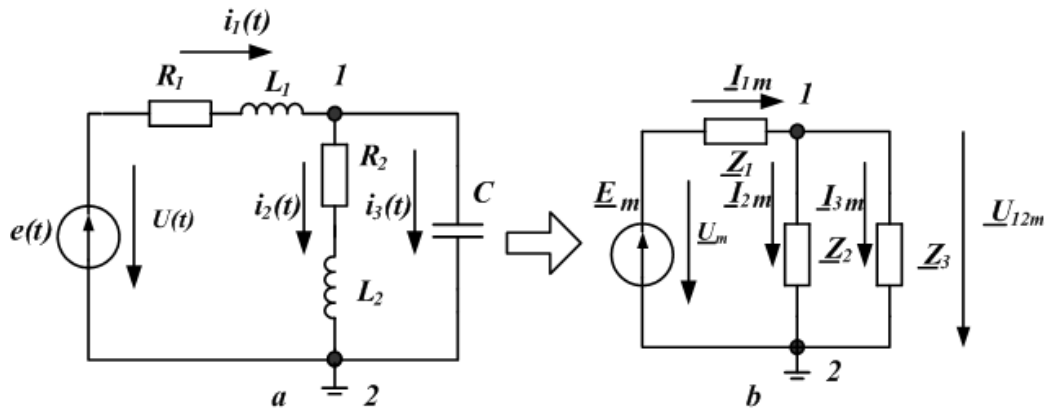 i1(t)
R1
L1
1
R2
C
U(t)
i2(t)
i3(t)
e(t)
L2
a
2
I1m
1
Z1
Em
I2m
I3m
Um
Z2
Z3
U12m
2
b